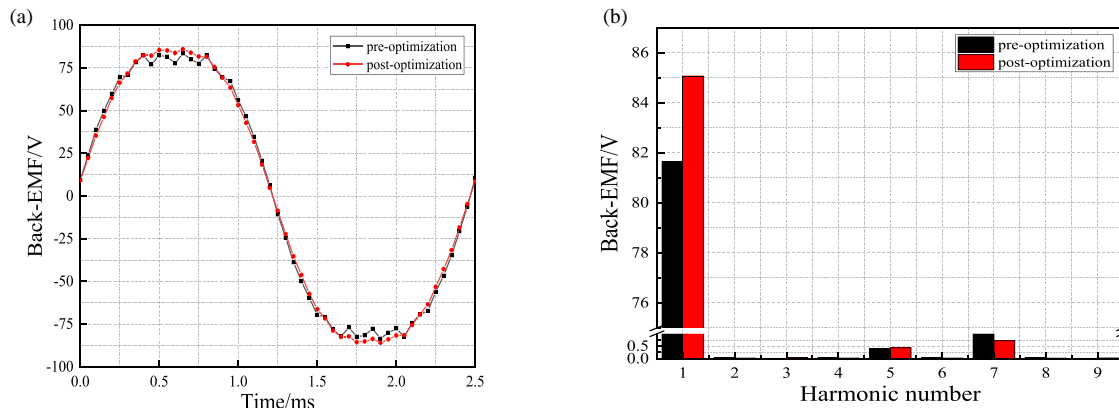 (a)
100
75
50
25
0
-25
-50
-75
-100
Back-EMF/V
pre-optimization
post-optimization
0.0 0.5 1.0 1.5 2.0 2.5
Time/ms
(b)
86
84
82
80
78
76
0.5
0.0
Back-EMF/V
pre-optimization
post-optimization
1 2 3 4 5 6 7 8 9
Harmonic number